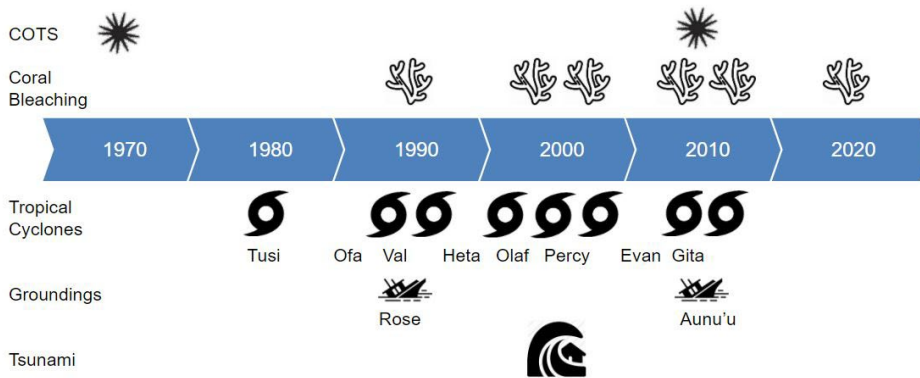 COTS
Coral
Bleaching
1970 1980 1990 2000 2010 2020
Tropical
Cyclones
Tusi Ofa Val Heta Olaf Percy Evan Gita
Groundings
Rose Aunu'u
Tsunami